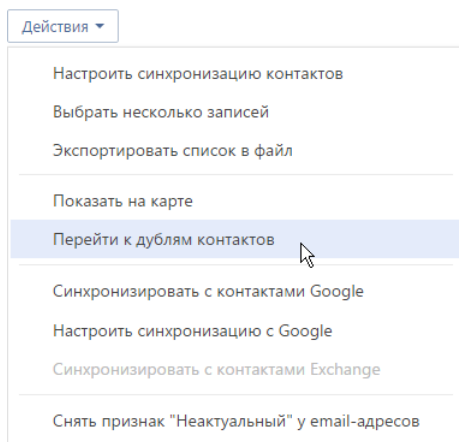 Действия
Настроить синхронизацию контактов
Выбрать несколько записей
Экспортировать список в файл
Показать на карте
Перейти к дублям контактов
Синхронизировать с контактами Google
Настроить синхронизацию с Google
Синхронизировать с контактами Exchange
Снять признак "Неактуальный" у email-адресов